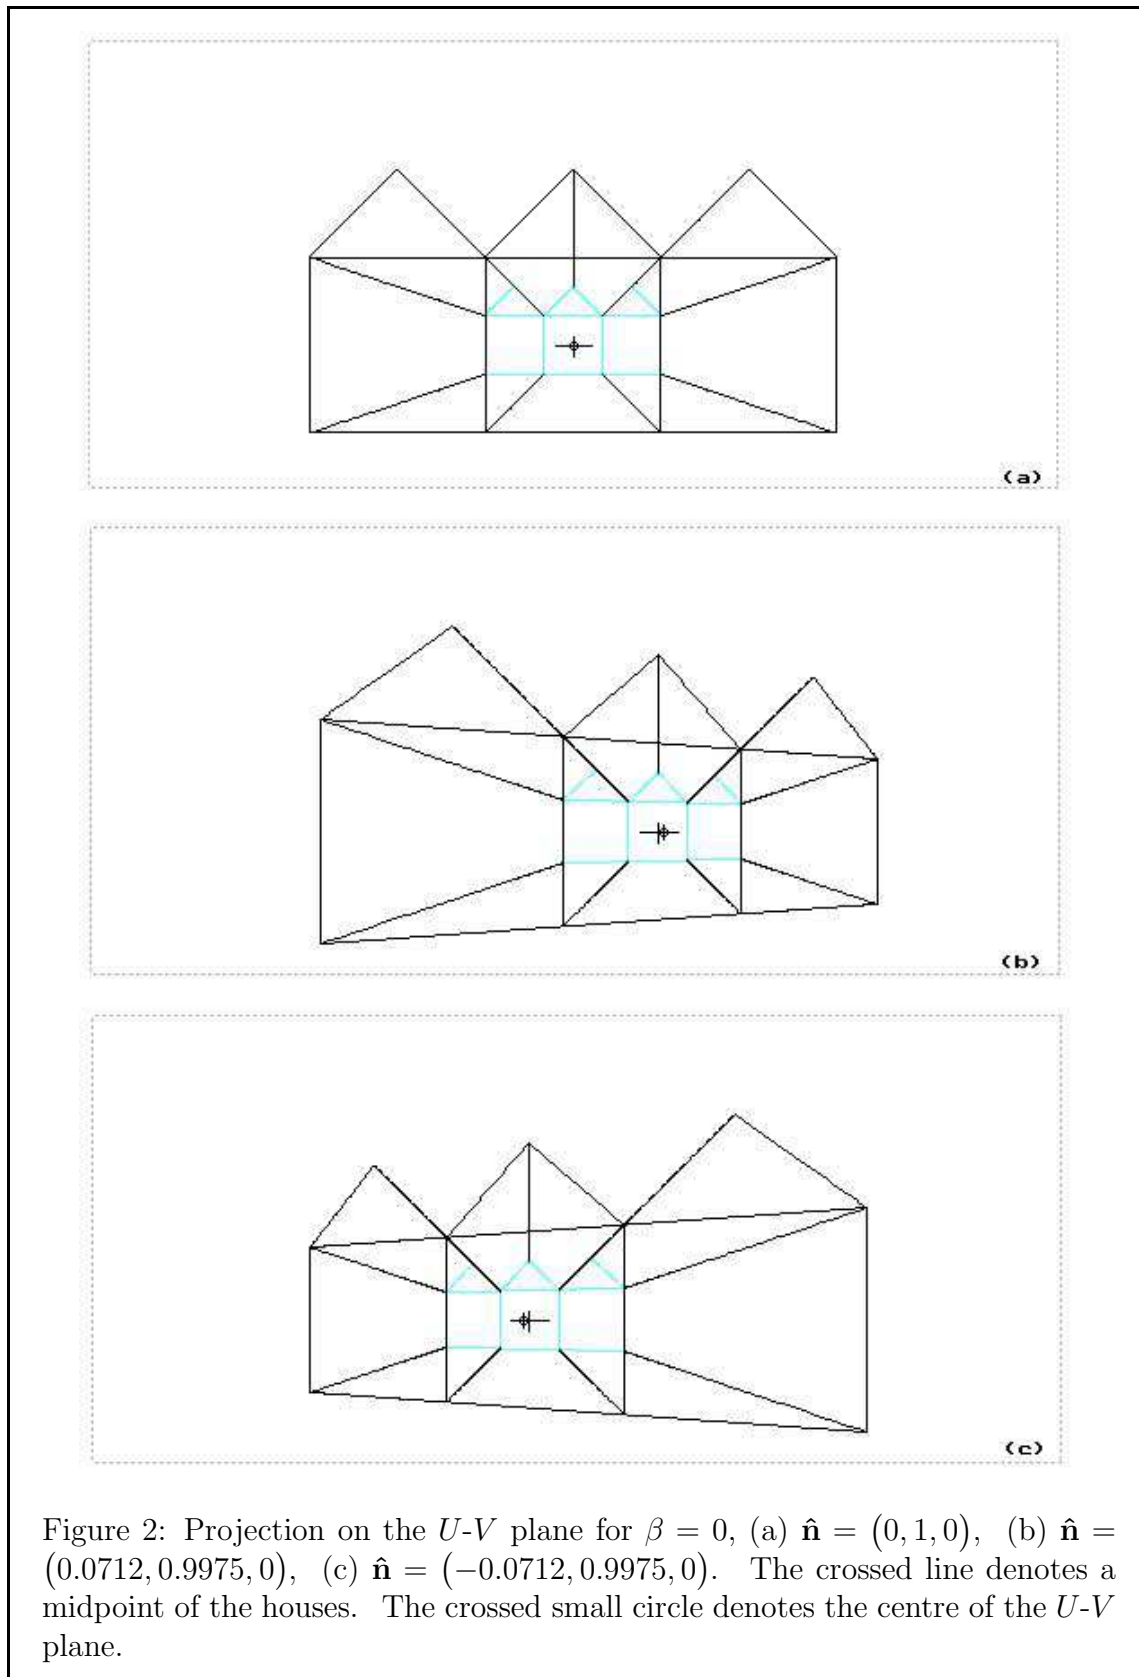 (a)
(b)
(c)
Figure 2: Projection on the U-V plane for β = 0, (a) n̂ = (0, 1, 0), (b) n̂ =
(0.0712, 0.9975, 0), (c) n̂ = (−0.0712, 0.9975, 0). The crossed line denotes a
midpoint of the houses. The crossed small circle denotes the centre of the U-V
plane.